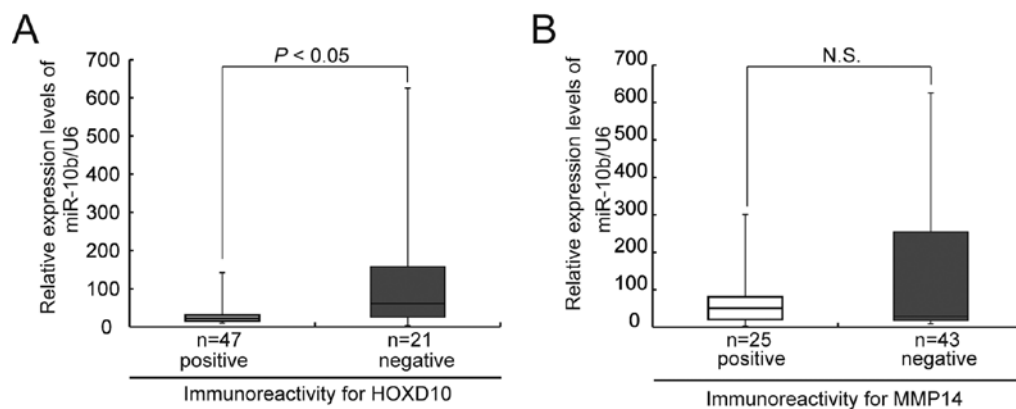 A
P < 0.05
Relative expression levels of
miR-10b/U6
700
600
500
400
300
200
100
0
n=47
positive
n=21
negative
Immunoreactivity for HOXD10
B
N.S.
Relative expression levels of
miR-10b/U6
700
600
500
400
300
200
100
0
n=25
positive
n=43
negative
Immunoreactivity for MMP14